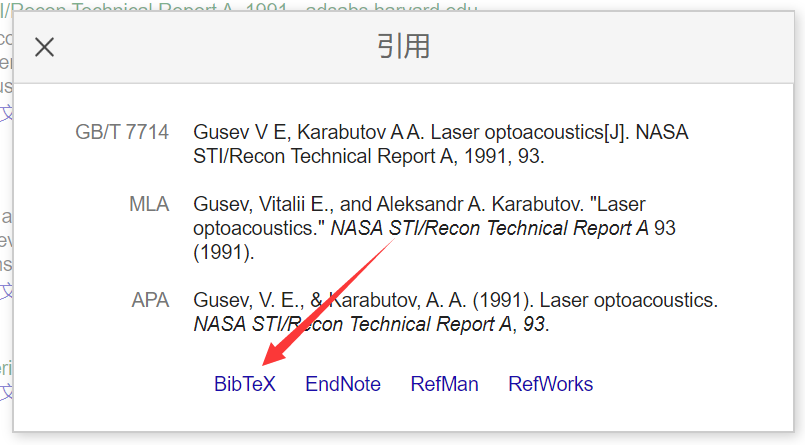 I/Recon Technical Report A, 1991 - adsabs.harvard.edu
引用
GB/T 7714 Gusev V E, Karabutov A A. Laser optoacoustics[J]. NASA
STI/Recon Technical Report A, 1991, 93.
MLA Gusev, Vitalii E., and Aleksandr A. Karabutov. "Laser
optoacoustics." NASA STI/Recon Technical Report A 93
(1991).
APA Gusev, V. E., & Karabutov, A. A. (1991). Laser optoacoustics.
NASA STI/Recon Technical Report A, 93.
BibTeX EndNote RefMan RefWorks